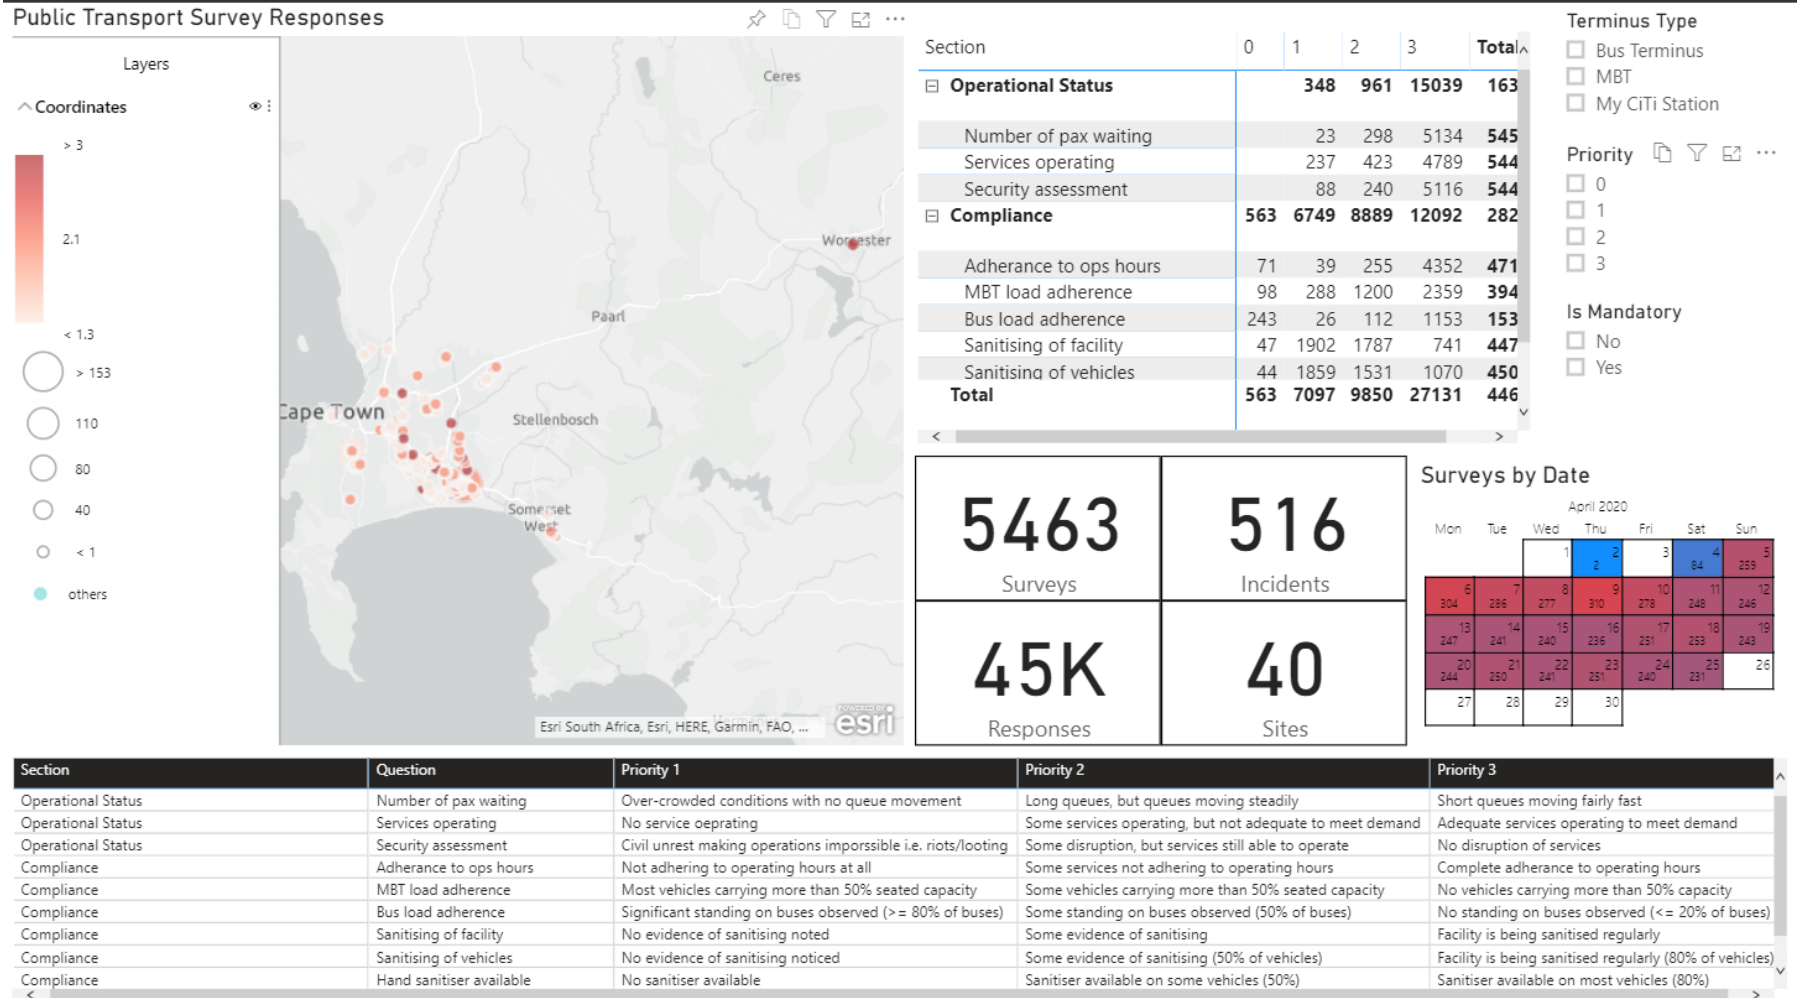 Public Transport Survey Responses
Layers
Coordinates
> 3
2.1
< 1.3
> 153
110
80
40
< 1
others
Ceres
Worcester
Paarl
Cape Town
Stellenbosch
Somerset
West
Esri South Africa, Esri, HERE, Garmin, FAO, ...
POWERED BY
esri
Section 0 1 2 3 Total
Operational Status 348 961 15039 163
Number of pax waiting 23 298 5134 545
Services operating 237 423 4789 544
Security assessment 88 240 5116 544
Compliance 563 6749 8889 12092 282
Adherance to ops hours 71 39 255 4352 471
MBT load adherence 98 288 1200 2359 394
Bus load adherence 243 26 112 1153 153
Sanitising of facility 47 1902 1787 741 447
Sanitising of vehicles 44 1859 1531 1070 450
Total 563 7097 9850 27131 446
Terminus Type
Bus Terminus
MBT
My CiTi Station
Priority
0
1
2
3
Is Mandatory
No
Yes
5463
Surveys
516
Incidents
45K
Responses
40
Sites
Surveys by Date
April 2020
Mon Tue Wed Thu Fri Sat Sun
1 2 3 4 5
2 84 259
6 7 8 9 10 11 12
304 286 277 310 278 248 246
13 14 15 16 17 18 19
247 241 240 236 251 253 243
20 21 22 23 24 25 26
244 250 241 251 240 231
27 28 29 30
Section Question Priority 1 Priority 2 Priority 3
Operational Status Number of pax waiting Over-crowded conditions with no queue movement Long queues, but queues moving steadily Short queues moving fairly fast
Operational Status Services operating No service oeprating Some services operating, but not adequate to meet demand Adequate services operating to meet demand
Operational Status Security assessment Civil unrest making operations imporssible i.e. riots/looting Some disruption, but services still able to operate No disruption of services
Compliance Adherance to ops hours Not adhering to operating hours at all Some services not adhering to operating hours Complete adherance to operating hours
Compliance MBT load adherence Most vehicles carrying more than 50% seated capacity Some vehicles carrying more than 50% seated capacity No vehicles carrying more than 50% capacity
Compliance Bus load adherence Significant standing on buses observed (>= 80% of buses) Some standing on buses observed (50% of buses) No standing on buses observed (<= 20% of buses)
Compliance Sanitising of facility No evidence of sanitising noted Some evidence of sanitising Facility is being sanitised regularly
Compliance Sanitising of vehicles No evidence of sanitising noticed Some evidence of sanitising (50% of vehicles) Facility is being sanitised regularly (80% of vehicles)
Compliance Hand sanitiser available No sanitiser available Sanitiser available on some vehicles (50%) Sanitiser available on most vehicles (80%)